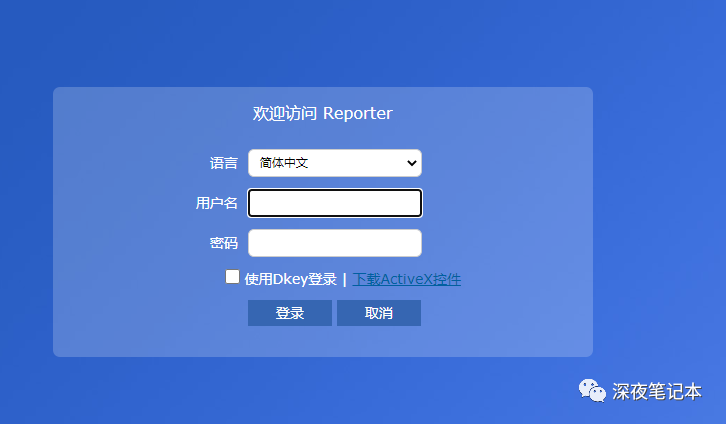 欢迎访问 Reporter
语言 简体中文
用户名
密码
使用Dkey登录 | 下载ActiveX控件
登录 取消
深夜笔记本